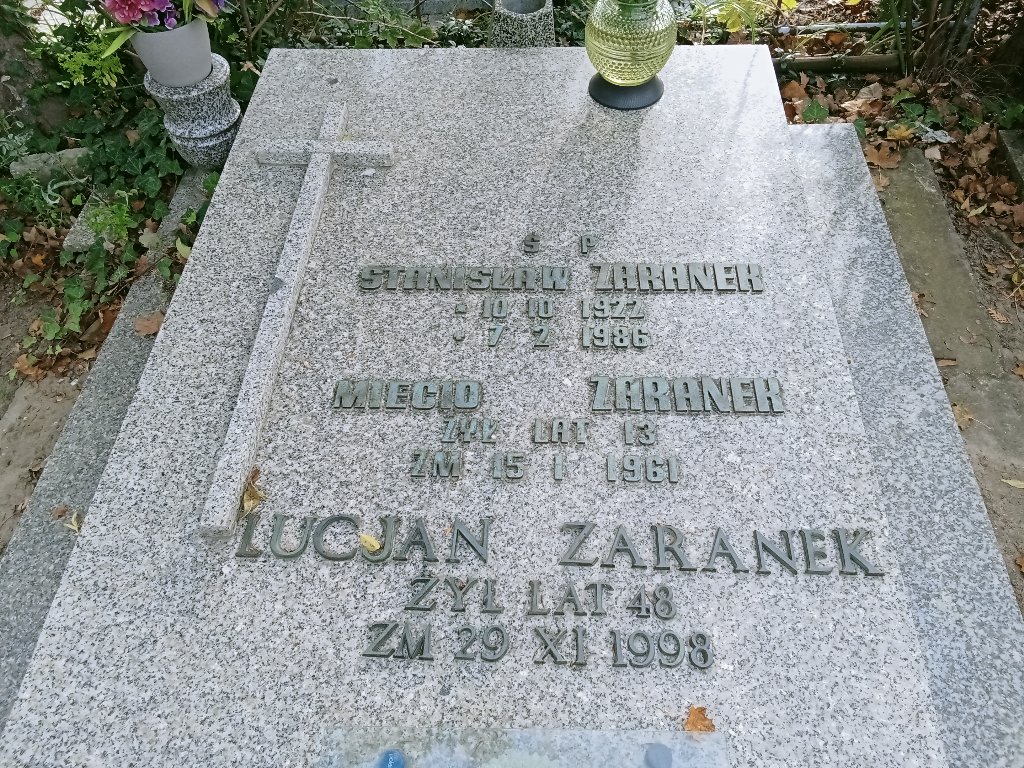 Ś P
STANISŁAW ZARANEK
- 10 10 1922
- 7 2 1986
MIECIO ZARANEK
ŻYŁ LAT 13
ZM 15 1 1961
LUCJAN ZARANEK
ŻYŁ LAT 48
ZM 29 XI 1998